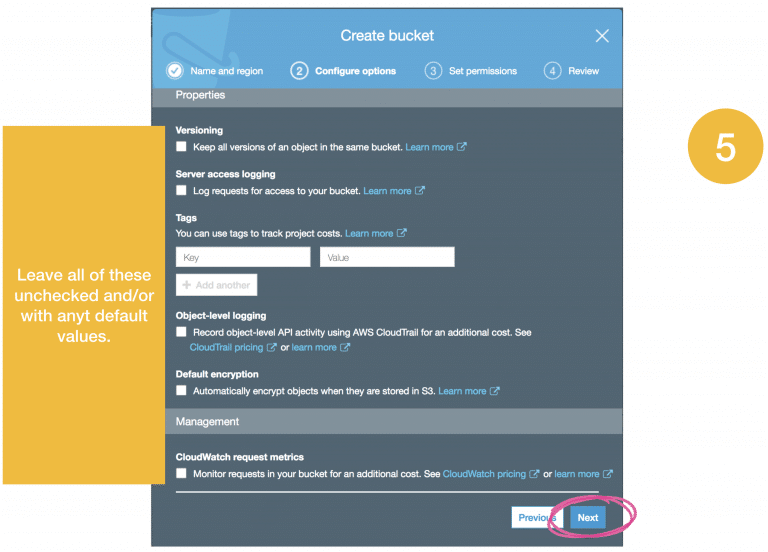 Create bucket
Name and region
2 Configure options
3 Set permissions
4 Review
Properties
Versioning
Keep all versions of an object in the same bucket. Learn more
Server access logging
Log requests for access to your bucket. Learn more
Tags
You can use tags to track project costs. Learn more
Key Value
+ Add another
Object-level logging
Record object-level API activity using AWS CloudTrail for an additional cost. See
CloudTrail pricing or learn more
Default encryption
Automatically encrypt objects when they are stored in S3. Learn more
Management
CloudWatch request metrics
Monitor requests in your bucket for an additional cost. See CloudWatch pricing or learn more
Previous Next
Leave all of these
unchecked and/or
with anyt default
values.
5